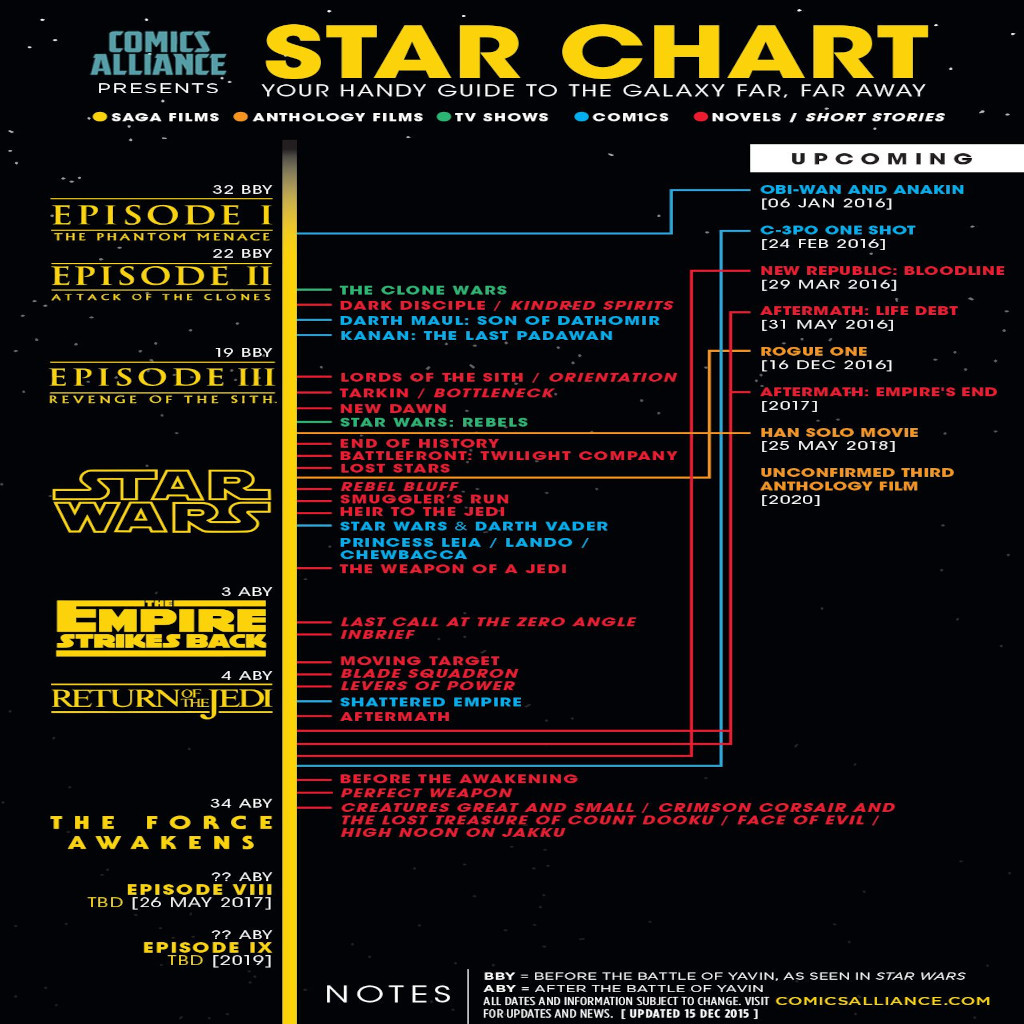 COMICS
ALLIANCE
PRESENTS
STAR CHART
YOUR HANDY GUIDE TO THE GALAXY FAR, FAR AWAY
SAGA FILMS ANTHOLOGY FILMS TV SHOWS COMICS NOVELS / SHORT STORIES
32 BBY
EPISODE I
THE PHANTOM MENACE
22 BBY
EPISODE II
ATTACK OF THE CLONES
19 BBY
EPISODE III
REVENGE OF THE SITH
STAR
WARS
3 ABY
THE
EMPIRE
STRIKES BACK
4 ABY
RETURN OF THE JEDI
34 ABY
THE FORCE
AWAKENS
?? ABY
EPISODE VIII
TBD [26 MAY 2017]
?? ABY
EPISODE IX
TBD [2019]
THE CLONE WARS
DARK DISCIPLE / KINDRED SPIRITS
DARTH MAUL: SON OF DATHOMIR
KANAN: THE LAST PADAWAN
LORDS OF THE SITH / ORIENTATION
TARKIN / BOTTLENECK
NEW DAWN
STAR WARS: REBELS
END OF HISTORY
BATTLEFRONT: TWILIGHT COMPANY
LOST STARS
REBEL BLUFF
SMUGGLER'S RUN
HEIR TO THE JEDI
STAR WARS & DARTH VADER
PRINCESS LEIA / LANDO /
CHEWBACCA
THE WEAPON OF A JEDI
LAST CALL AT THE ZERO ANGLE
INBRIEF
MOVING TARGET
BLADE SQUADRON
LEVERS OF POWER
SHATTERED EMPIRE
AFTERMATH
BEFORE THE AWAKENING
PERFECT WEAPON
CREATURES GREAT AND SMALL / CRIMSON CORSAIR AND
THE LOST TREASURE OF COUNT DOOKU / FACE OF EVIL /
HIGH NOON ON JAKKU
UPCOMING
OBI-WAN AND ANAKIN
[06 JAN 2016]
C-3PO ONE SHOT
[24 FEB 2016]
NEW REPUBLIC: BLOODLINE
[29 MAR 2016]
AFTERMATH: LIFE DEBT
[31 MAY 2016]
ROGUE ONE
[16 DEC 2016]
AFTERMATH: EMPIRE'S END
[2017]
HAN SOLO MOVIE
[25 MAY 2018]
UNCONFIRMED THIRD
ANTHOLOGY FILM
[2020]
NOTES
BBY = BEFORE THE BATTLE OF YAVIN, AS SEEN IN STAR WARS
ABY = AFTER THE BATTLE OF YAVIN
ALL DATES AND INFORMATION SUBJECT TO CHANGE. VISIT COMICSALLIANCE.COM
FOR UPDATES AND NEWS. [ UPDATED 15 DEC 2015 ]